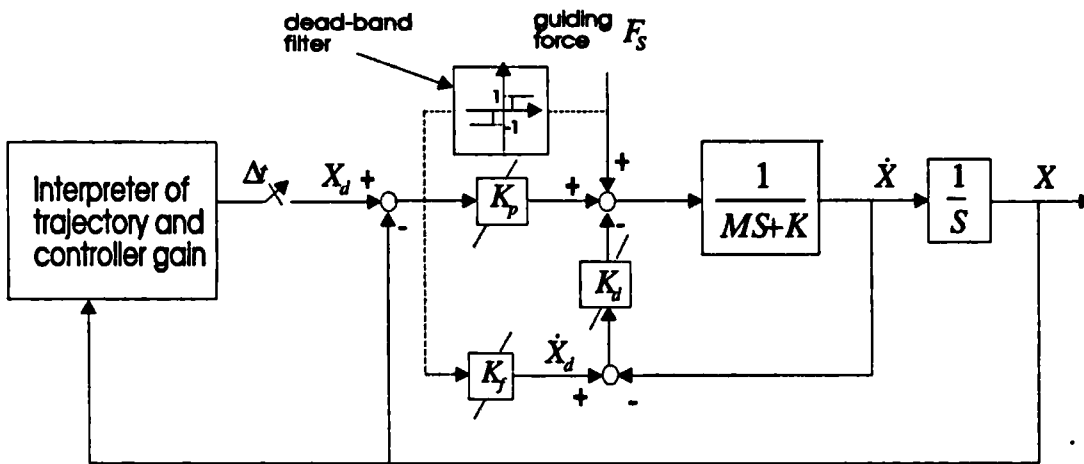 dead-band
filter
guiding
force F_S
1
-1
Interpreter of
trajectory and
controller gain
Δt
X_d
+
-
K_p
+
+
-
1
MS+K
Ẋ
1
S
X
K_d
K_f
Ẋ_d
+
-